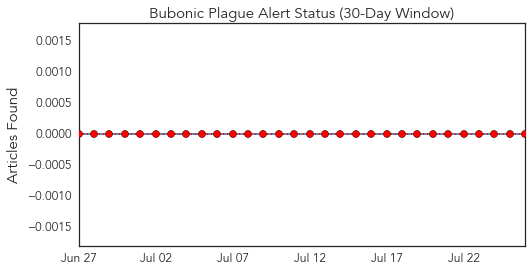 Bubonic Plague Alert Status (30-Day Window)
Articles Found
0.0015
0.0010
0.0005
0.0000
−0.0005
−0.0010
−0.0015
Jun 27 Jul 02 Jul 07 Jul 12 Jul 17 Jul 22